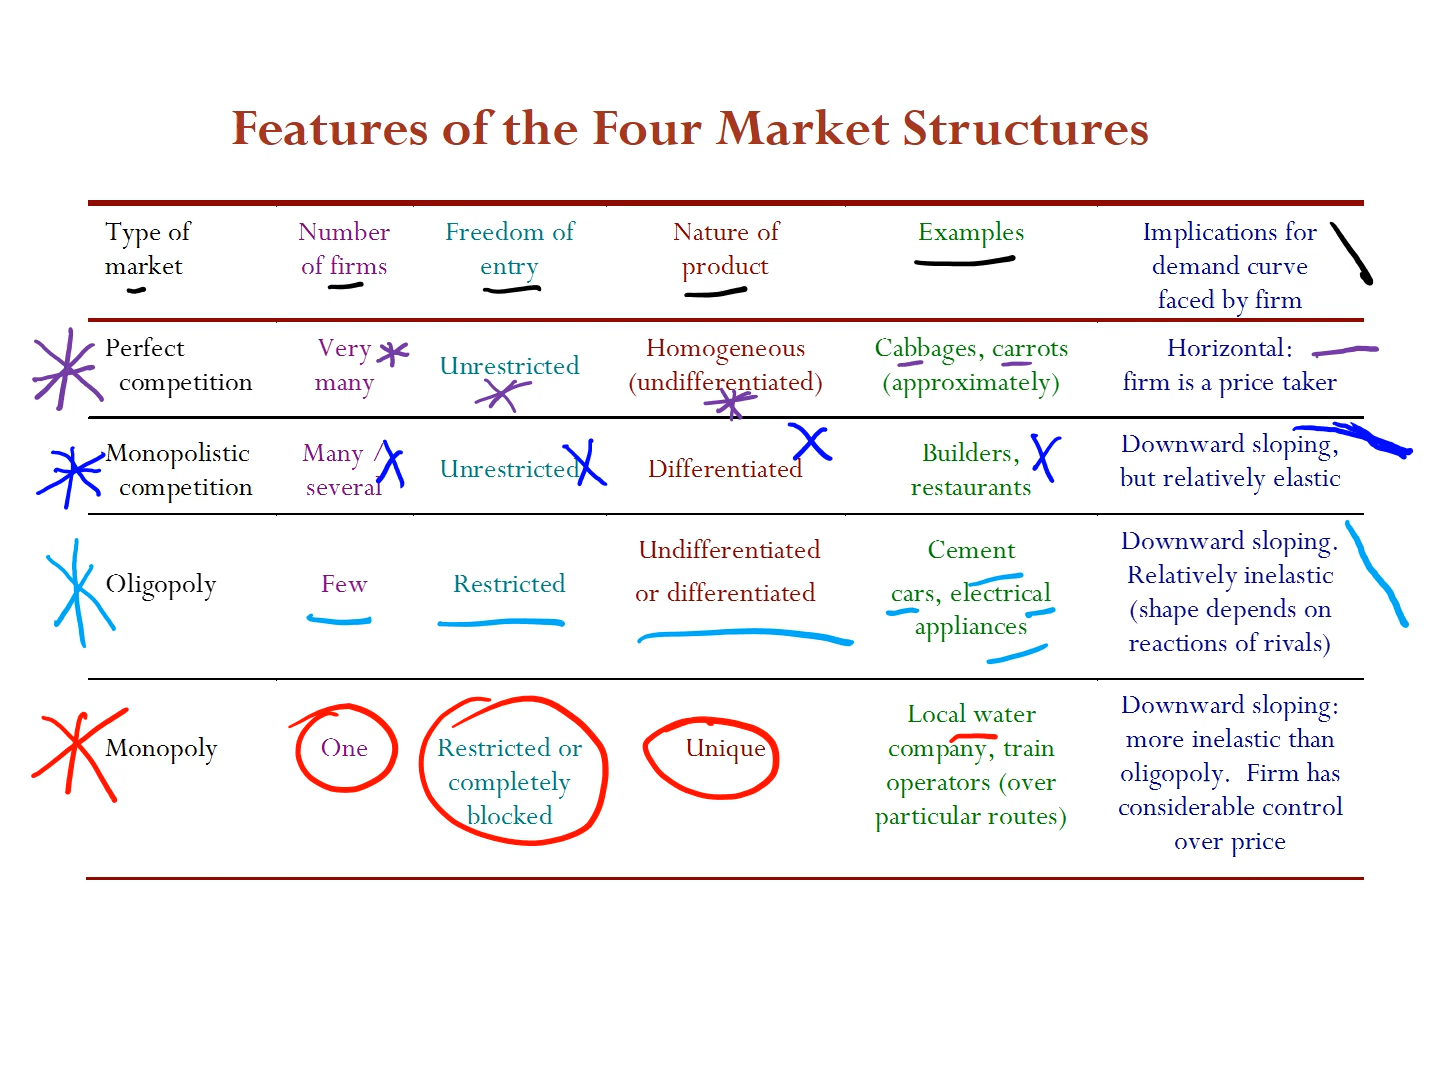 Features of the Four Market Structures
Type of market
Number of firms
Freedom of entry
Nature of product
Examples
Implications for demand curve faced by firm
Perfect competition
Very many
Unrestricted
Homogeneous (undifferentiated)
Cabbages, carrots (approximately)
Horizontal: firm is a price taker
Monopolistic competition
Many / several
Unrestricted
Differentiated
Builders, restaurants
Downward sloping, but relatively elastic
Oligopoly
Few
Restricted
Undifferentiated or differentiated
Cement cars, electrical appliances
Downward sloping. Relatively inelastic (shape depends on reactions of rivals)
Monopoly
One
Restricted or completely blocked
Unique
Local water company, train operators (over particular routes)
Downward sloping: more inelastic than oligopoly. Firm has considerable control over price